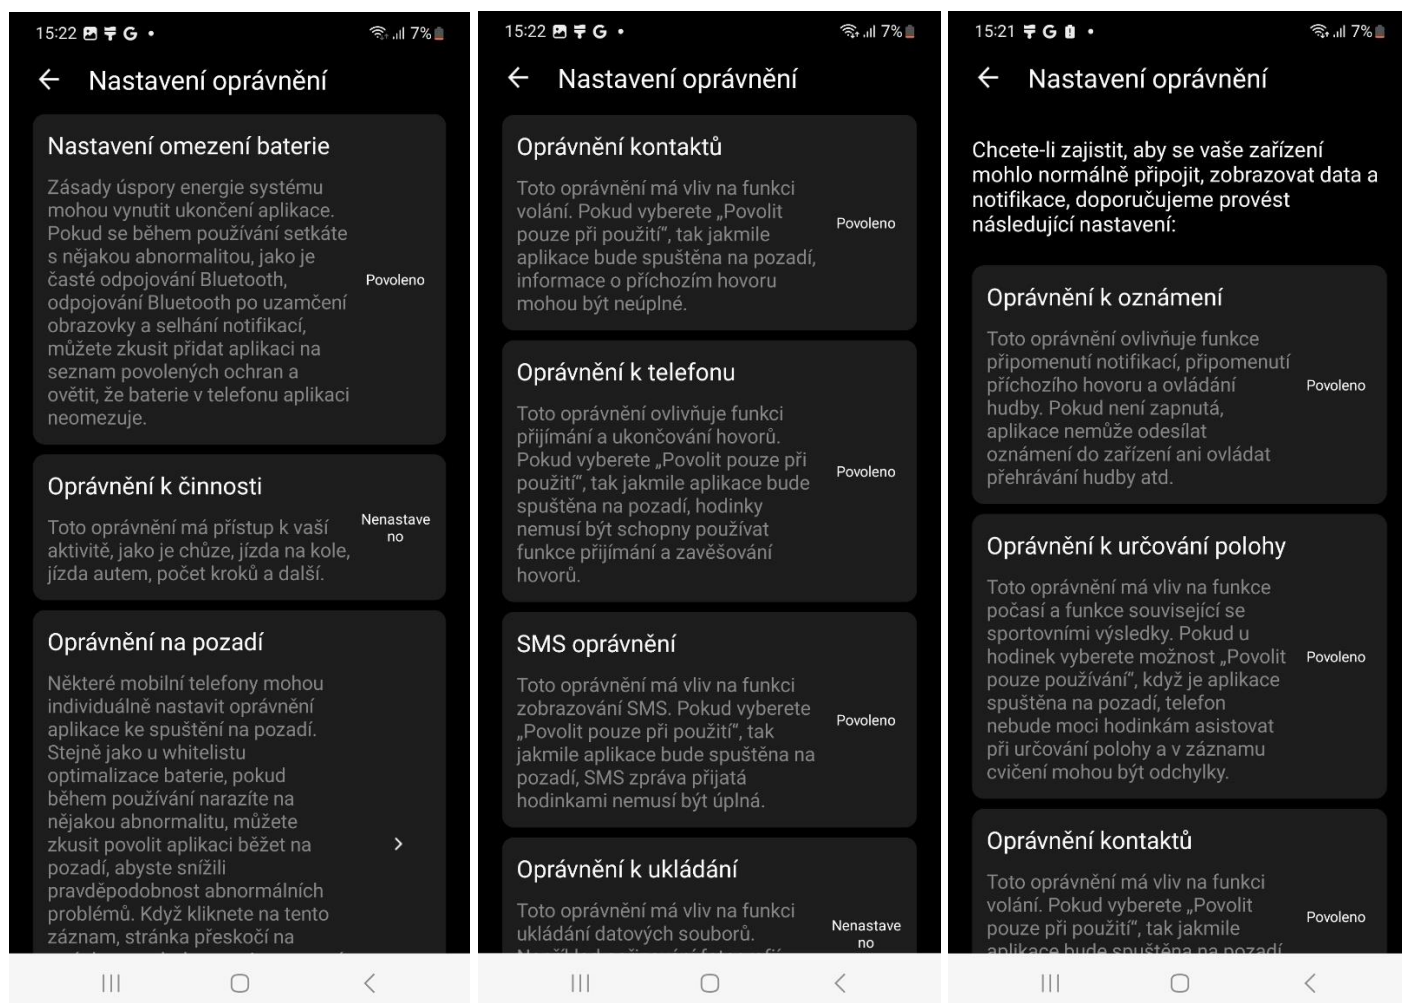 15:22 G • 7%
Nastavení oprávnění
Nastavení omezení baterie
Zásady úspory energie systému
mohou vynutit ukončení aplikace.
Pokud se během používání setkáte
s nějakou abnormalitou, jako je
časté odpojování Bluetooth,
odpojování Bluetooth po uzamčení
obrazovky a selhání notifikací,
můžete zkusit přidat aplikaci na
seznam povolených ochran a
ovětit, že baterie v telefonu aplikaci
neomezuje.
Povoleno
Oprávnění k činnosti
Toto oprávnění má přístup k vaší
aktivitě, jako je chůze, jízda na kole,
jízda autem, počet kroků a další.
Nenastave
no
Oprávnění na pozadí
Některé mobilní telefony mohou
individuálně nastavit oprávnění
aplikace ke spuštění na pozadí.
Stejně jako u whitelistu
optimalizace baterie, pokud
během používání narazíte na
nějakou abnormalitu, můžete
zkusit povolit aplikaci běžet na
pozadí, abyste snížili
pravděpodobnost abnormálních
problémů. Když kliknete na tento
záznam, stránka přeskočí na
15:22 G • 7%
Nastavení oprávnění
Oprávnění kontaktů
Toto oprávnění má vliv na funkci
volání. Pokud vyberete „Povolit
pouze při použití“, tak jakmile
aplikace bude spuštěna na pozadí,
informace o příchozím hovoru
mohou být neúplné.
Povoleno
Oprávnění k telefonu
Toto oprávnění ovlivňuje funkci
přijímání a ukončování hovorů.
Pokud vyberete „Povolit pouze při
použití“, tak jakmile aplikace bude
spuštěna na pozadí, hodinky
nemusí být schopny používat
funkce přijímání a zavěšování
hovorů.
Povoleno
SMS oprávnění
Toto oprávnění má vliv na funkci
zobrazování SMS. Pokud vyberete
„Povolit pouze při použití“, tak
jakmile aplikace bude spuštěna na
pozadí, SMS zpráva přijatá
hodinkami nemusí být úplná.
Povoleno
Oprávnění k ukládání
Toto oprávnění má vliv na funkci
ukládání datových souborů.
Nenastave
no
15:21 G • 7%
Nastavení oprávnění
Chcete-li zajistit, aby se vaše zařízení
mohlo normálně připojit, zobrazovat data a
notifikace, doporučujeme provést
následující nastavení:
Oprávnění k oznámení
Toto oprávnění ovlivňuje funkce
připomenutí notifikací, připomenutí
příchozího hovoru a ovládání
hudby. Pokud není zapnutá,
aplikace nemůže odesílat
oznámení do zařízení ani ovládat
přehrávání hudby atd.
Povoleno
Oprávnění k určování polohy
Toto oprávnění má vliv na funkce
počasí a funkce související se
sportovními výsledky. Pokud u
hodinek vyberete možnost „Povolit
pouze používání“, když je aplikace
spuštěna na pozadí, telefon
nebude moci hodinkám asistovat
při určování polohy a v záznamu
cvičení mohou být odchylky.
Povoleno
Oprávnění kontaktů
Toto oprávnění má vliv na funkci
volání. Pokud vyberete „Povolit
pouze při použití“, tak jakmile
aplikace bude spuštěna na pozadí
Povoleno